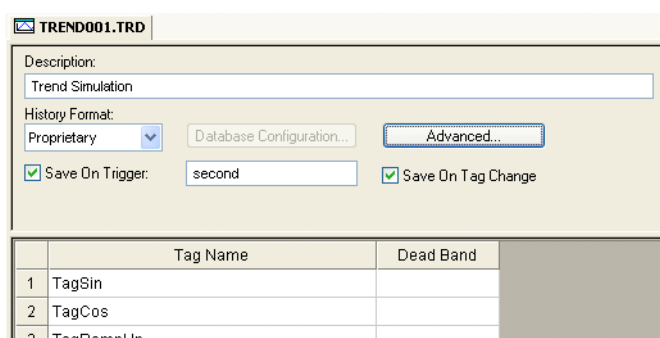 TREND001.TRD
Description:
Trend Simulation
History Format:
Proprietary Database Configuration... Advanced...
Save On Trigger: second Save On Tag Change
Tag Name Dead Band
1 TagSin
2 TagCos